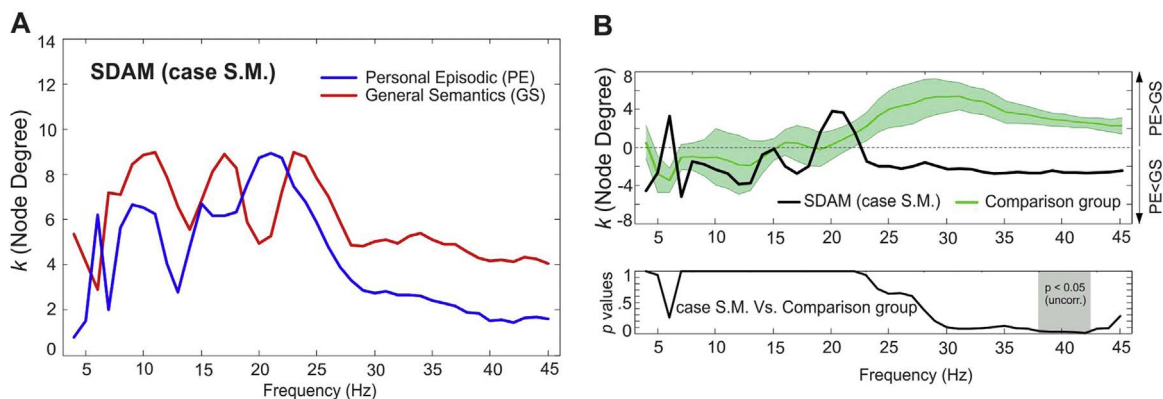 A
SDAM (case S.M.)
Personal Episodic (PE)
General Semantics (GS)
k (Node Degree)
14
12
10
8
6
4
2
0
5 10 15 20 25 30 35 40 45
Frequency (Hz)
B
k (Node Degree)
8
4
0
-4
-8
SDAM (case S.M.)
Comparison group
PE>GS
PE<GS
5 10 15 20 25 30 35 40 45
p values
1
.5
0
case S.M. Vs. Comparison group
p < 0.05
(uncorr.)
5 10 15 20 25 30 35 40 45
Frequency (Hz)